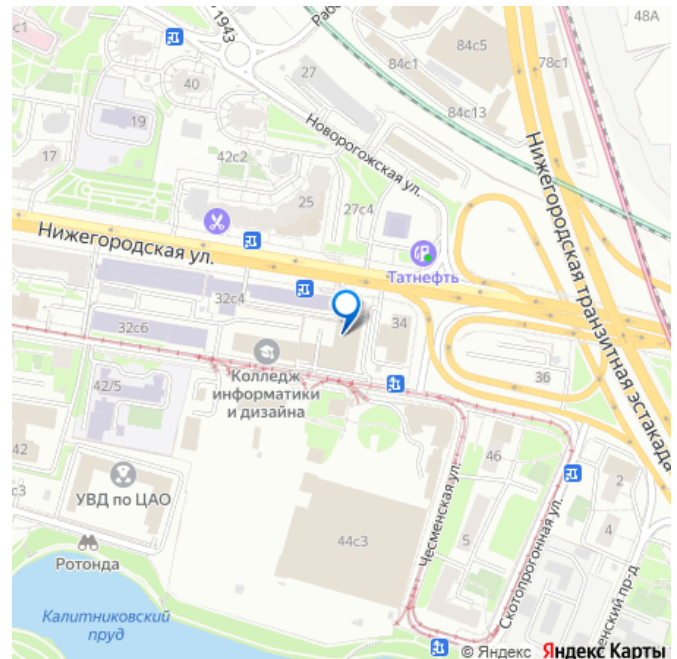 -1943
48А
с1
84с5
84с1
78с1
27
40
84с13
19
Новорогожская ул.
17
42с2
25
27с4
Нижегородская ул.
Татнефть
Нижегородская транзитная эстакада
32с4
32с6
34
36
Колледж
информатики
и дизайна
42/5
42
46
2
с3
УВД по ЦАО
Чесменская ул.
Скотопрогонная ул.
4
44с3
5
Ротонда
Калитниковский
пруд
© Яндекс Яндекс Карты